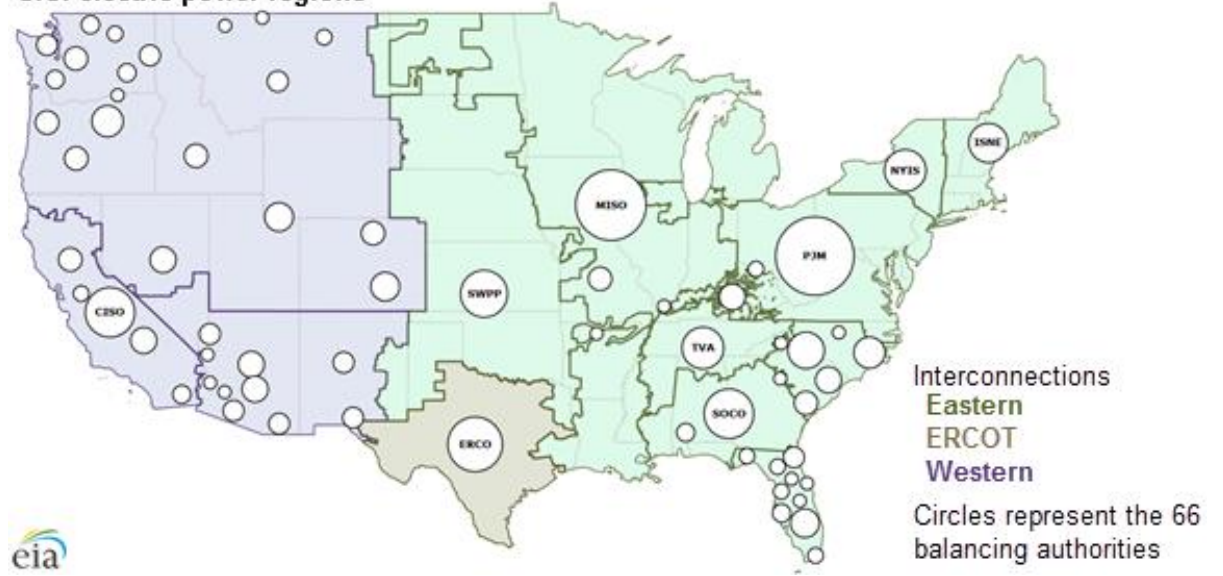 U.S. electric power regions
ISNE
NYIS
MISO
PJM
SWPP
CISO
TVA
SOCO
ERCO
Interconnections
Eastern
ERCOT
Western
Circles represent the 66
balancing authorities
eia